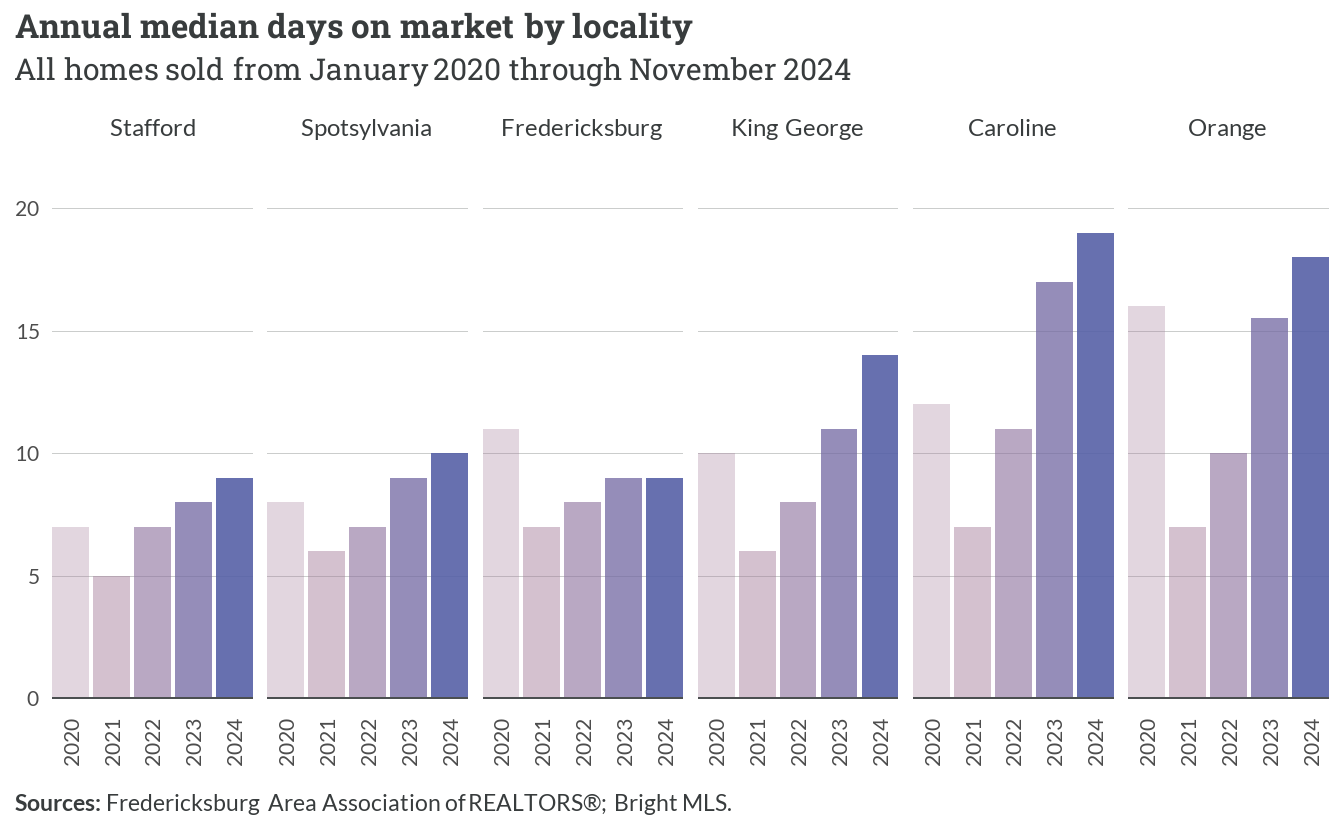 Annual median days on market by locality
All homes sold from January 2020 through November 2024
Stafford Spotsylvania Fredericksburg King George Caroline Orange
20
15
10
5
0
2020 2021 2022 2023 2024 2020 2021 2022 2023 2024 2020 2021 2022 2023 2024 2020 2021 2022 2023 2024 2020 2021 2022 2023 2024 2020 2021 2022 2023 2024
Sources: Fredericksburg Area Association of REALTORS®; Bright MLS.